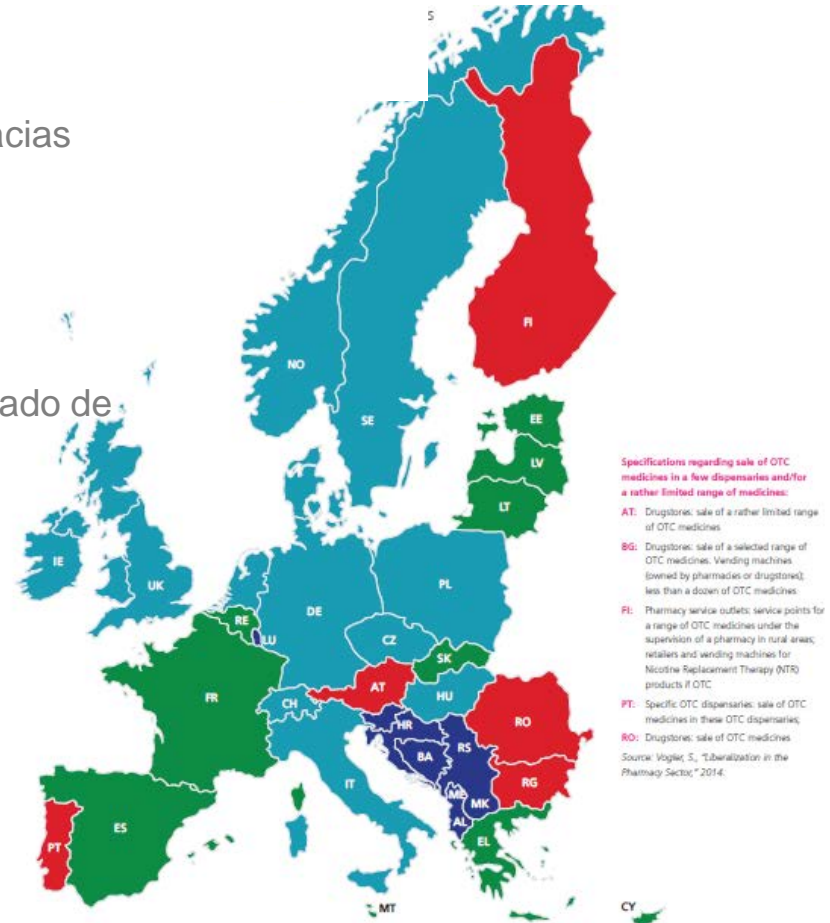 S
acias
ado de
NO
SE
FI
EE
LV
LT
IE
UK
RE
LU
DE
PL
CZ
SK
FR
CH
AT
HU
HR
BA
RS
RO
IT
ME
MK
RG
AL
EL
PT
ES
MT
CY
Specifications regarding sale of OTC
medicines in a few dispensaries and/for
a rather limited range of medicines:
AT: Drugstores: sale of a rather limited range
of OTC medicines
BG: Drugstores: sale of a selected range of
OTC medicines. Vending machines
(owned by pharmacies or drugstores);
less than a dozen of OTC medicines
FI: Pharmacy service outlets: service points for
a range of OTC medicines under the
supervision of a pharmacy in rural areas;
retailers and vending machines for
Nicotine Replacement Therapy (NTR)
products if OTC
PT: Specific OTC dispensaries: sale of OTC
medicines in these OTC dispensaries;
RO: Drugstores: sale of OTC medicines
Source: Vogler, S., "Liberalization in the
Pharmacy Sector," 2014.